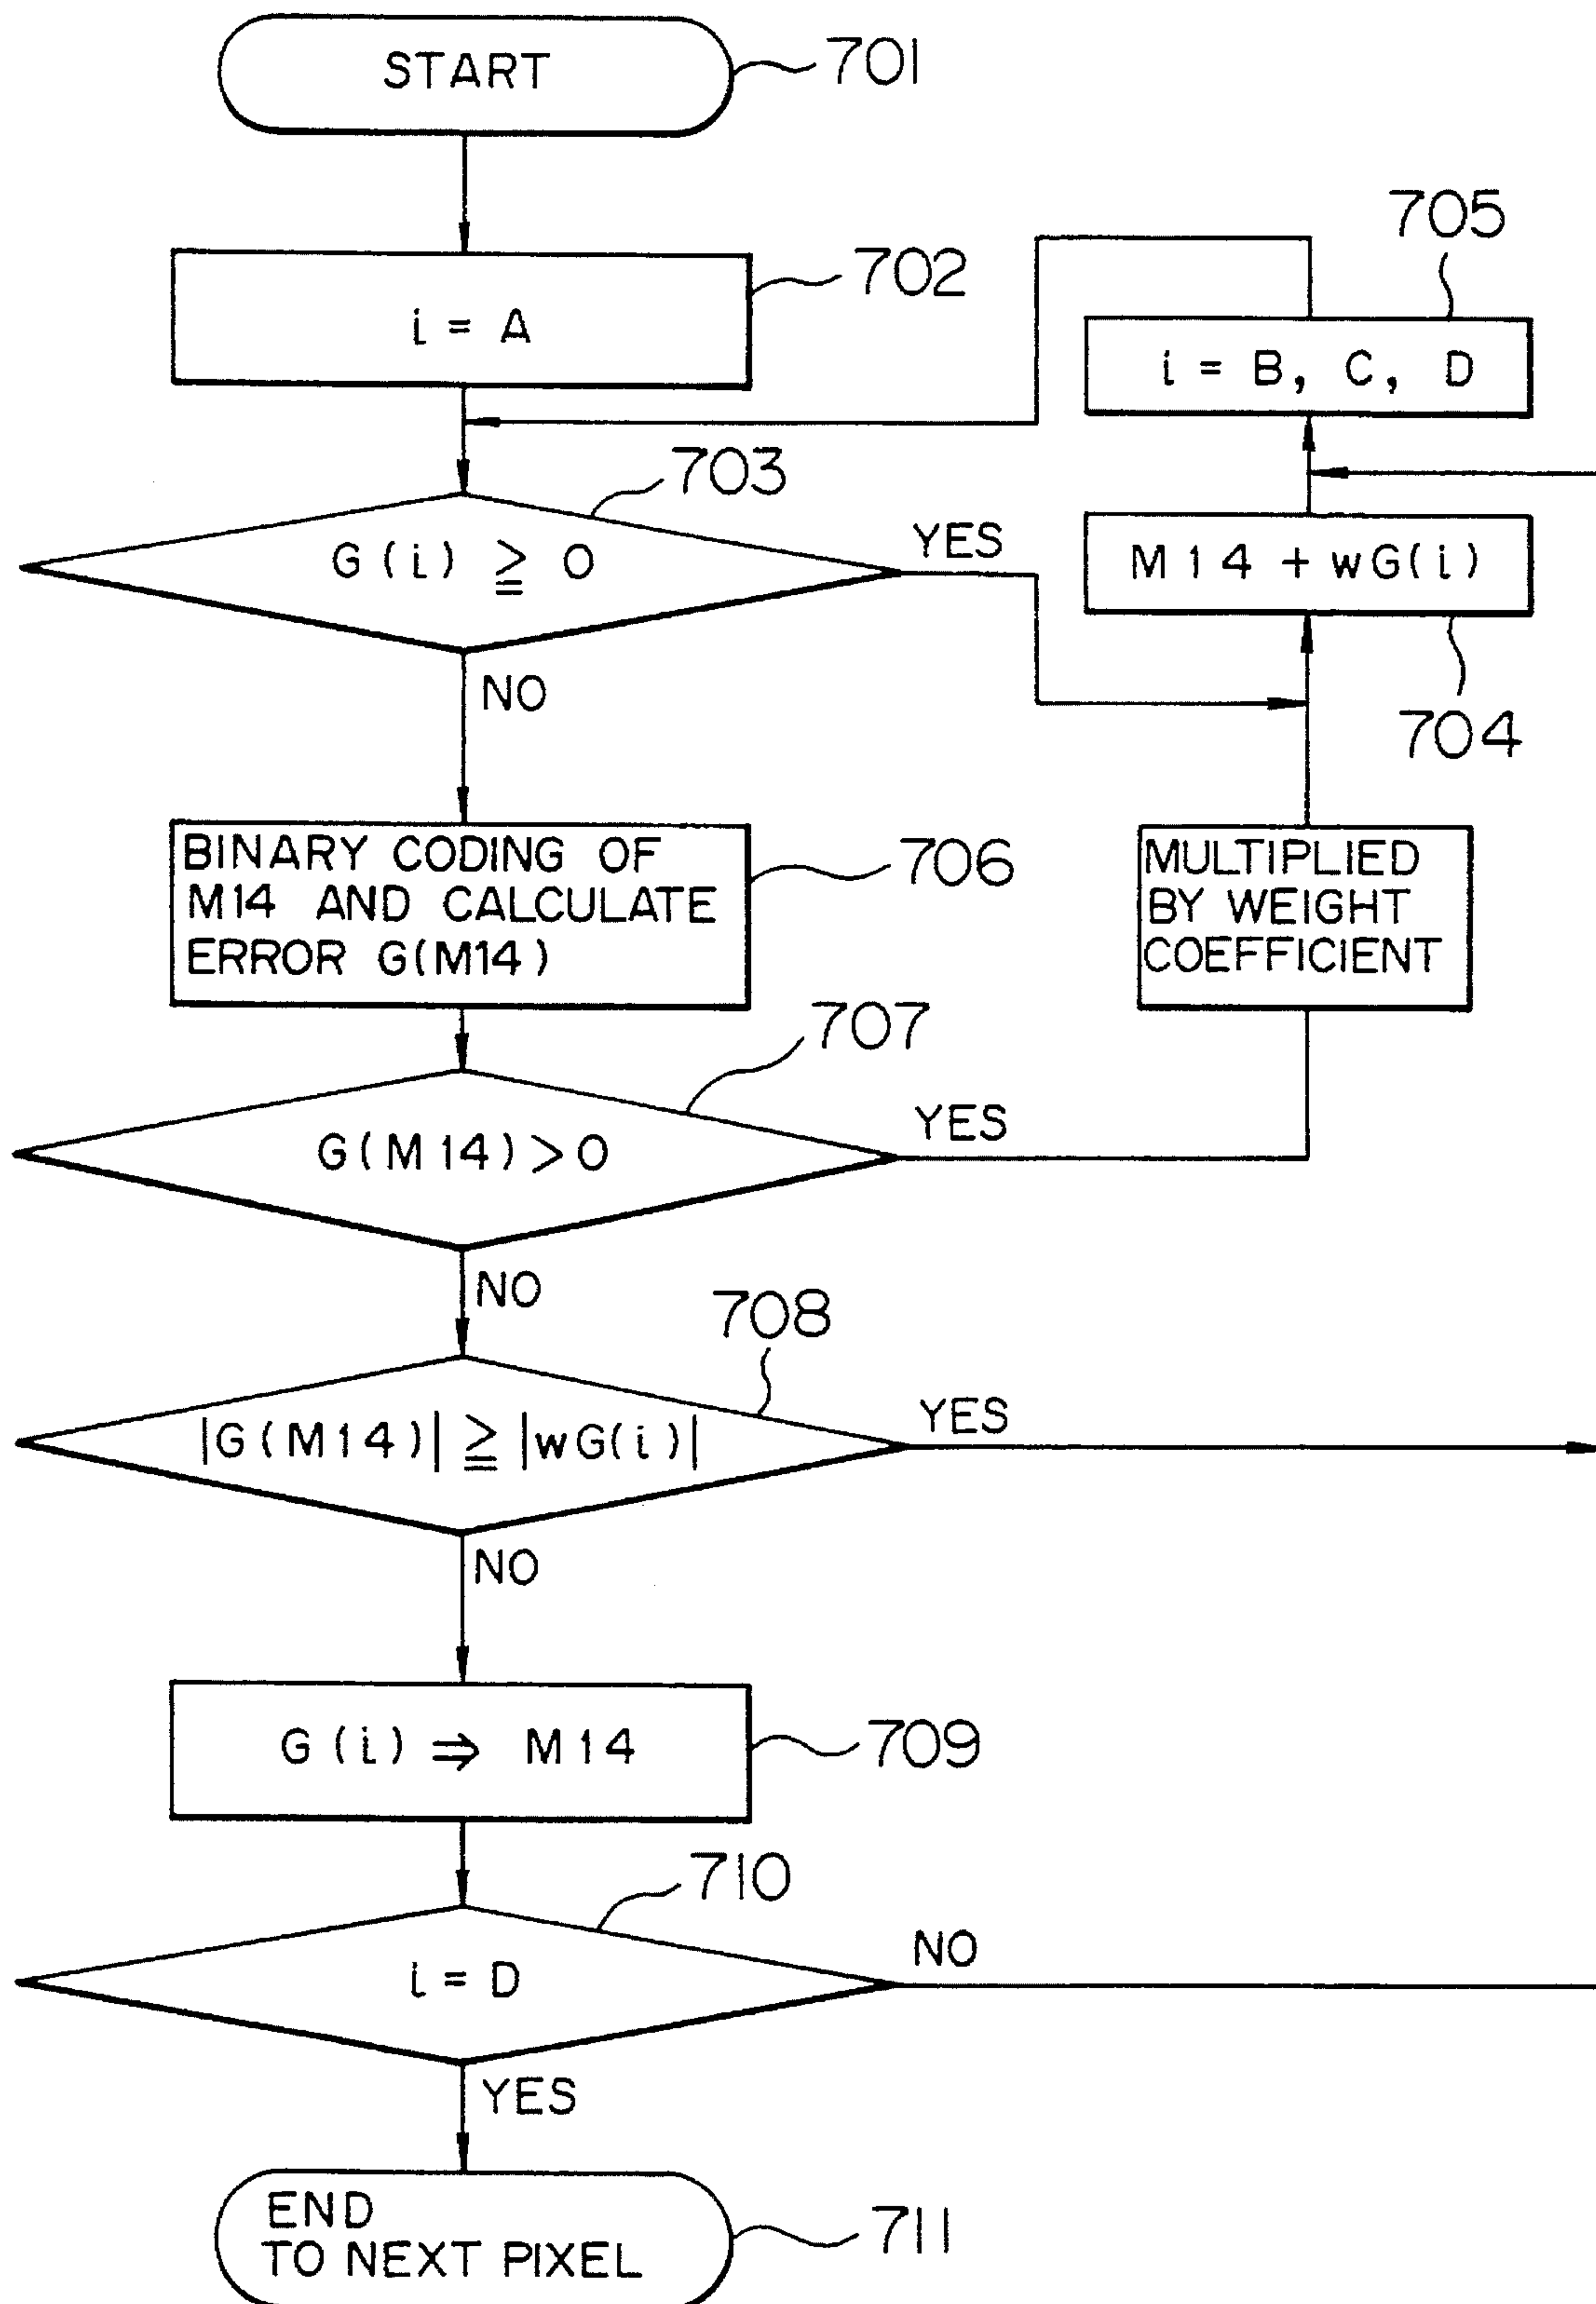 START
701
i = A
702
705
i = B, C, D
703
G(i) ≧ 0
YES
M14 + wG(i)
NO
704
BINARY CODING OF
M14 AND CALCULATE
ERROR G(M14)
706
MULTIPLIED
BY WEIGHT
COEFFICIENT
707
G(M14)>0
YES
NO
708
|G(M14)| ≧ |wG(i)|
YES
NO
G(i) ⇒ M14
709
710
i = D
NO
YES
END
TO NEXT PIXEL
711